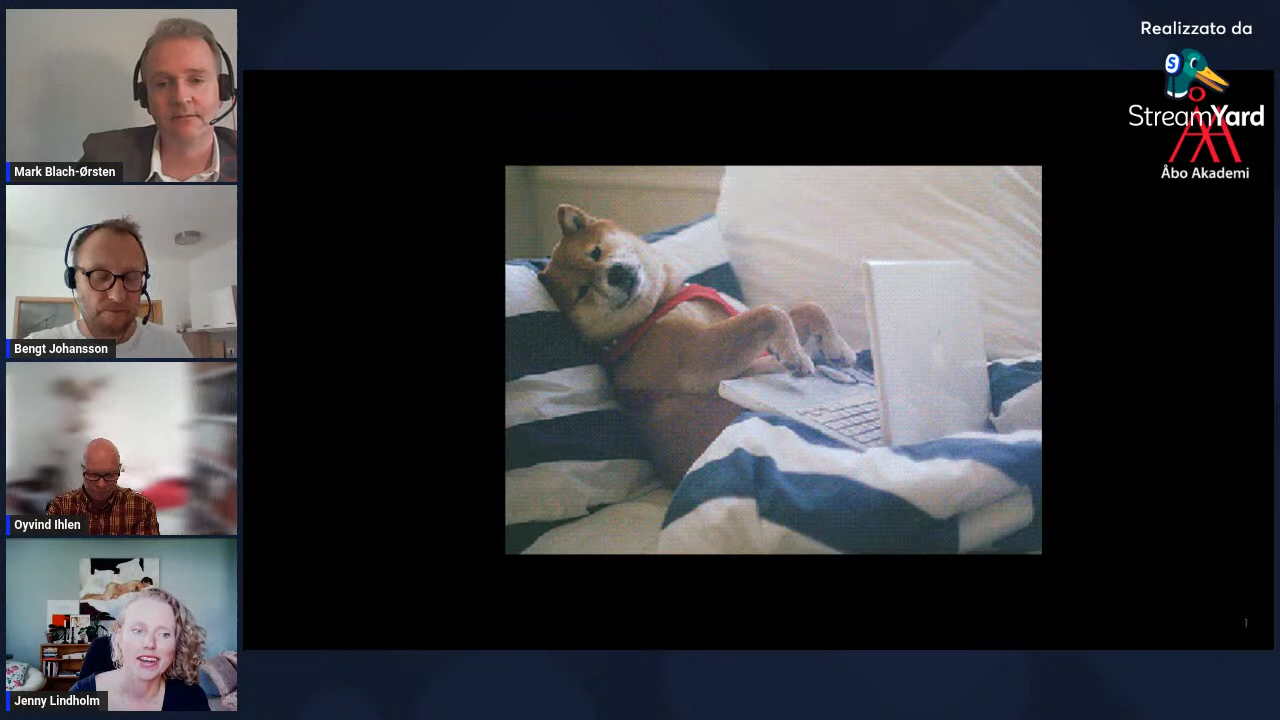 Mark Blach-Ørsten
Bengt Johansson
Oyvind Ihlen
Jenny Lindholm
Realizzato da
S
StreamYard
Åbo Akademi
1